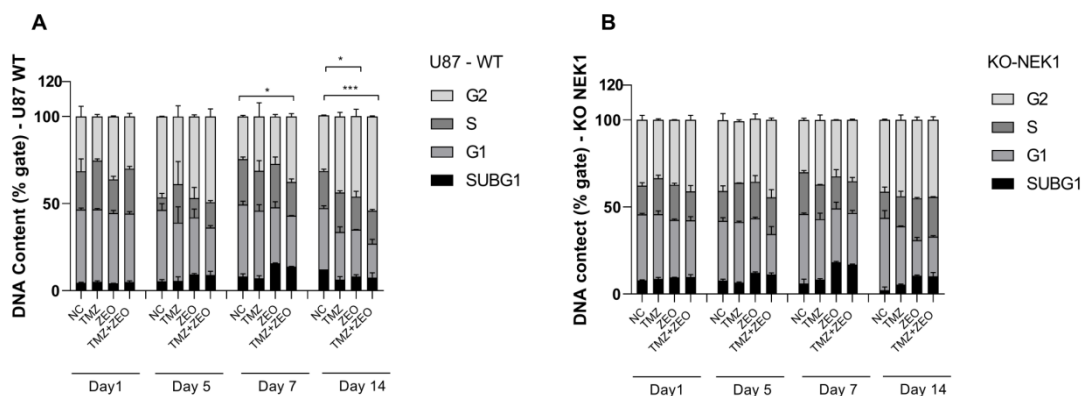 A
U87 - WT
DNA Content (% gate) - U87 WT
120
100
50
0
*
*
***
G2
S
G1
SUBG1
NC
TMZ
ZEO
TMZ+ZEO
NC
TMZ
ZEO
TMZ+ZEO
NC
TMZ
ZEO
TMZ+ZEO
NC
TMZ
ZEO
TMZ+ZEO
Day1
Day 5
Day 7
Day 14
B
KO-NEK1
DNA contect (% gate) - KO NEK1
120
100
50
0
G2
S
G1
SUBG1
NC
TMZ
ZEO
TMZ+ZEO
NC
TMZ
ZEO
TMZ+ZEO
NC
TMZ
ZEO
TMZ+ZEO
NC
TMZ
ZEO
TMZ+ZEO
Day1
Day 5
Day 7
Day 14